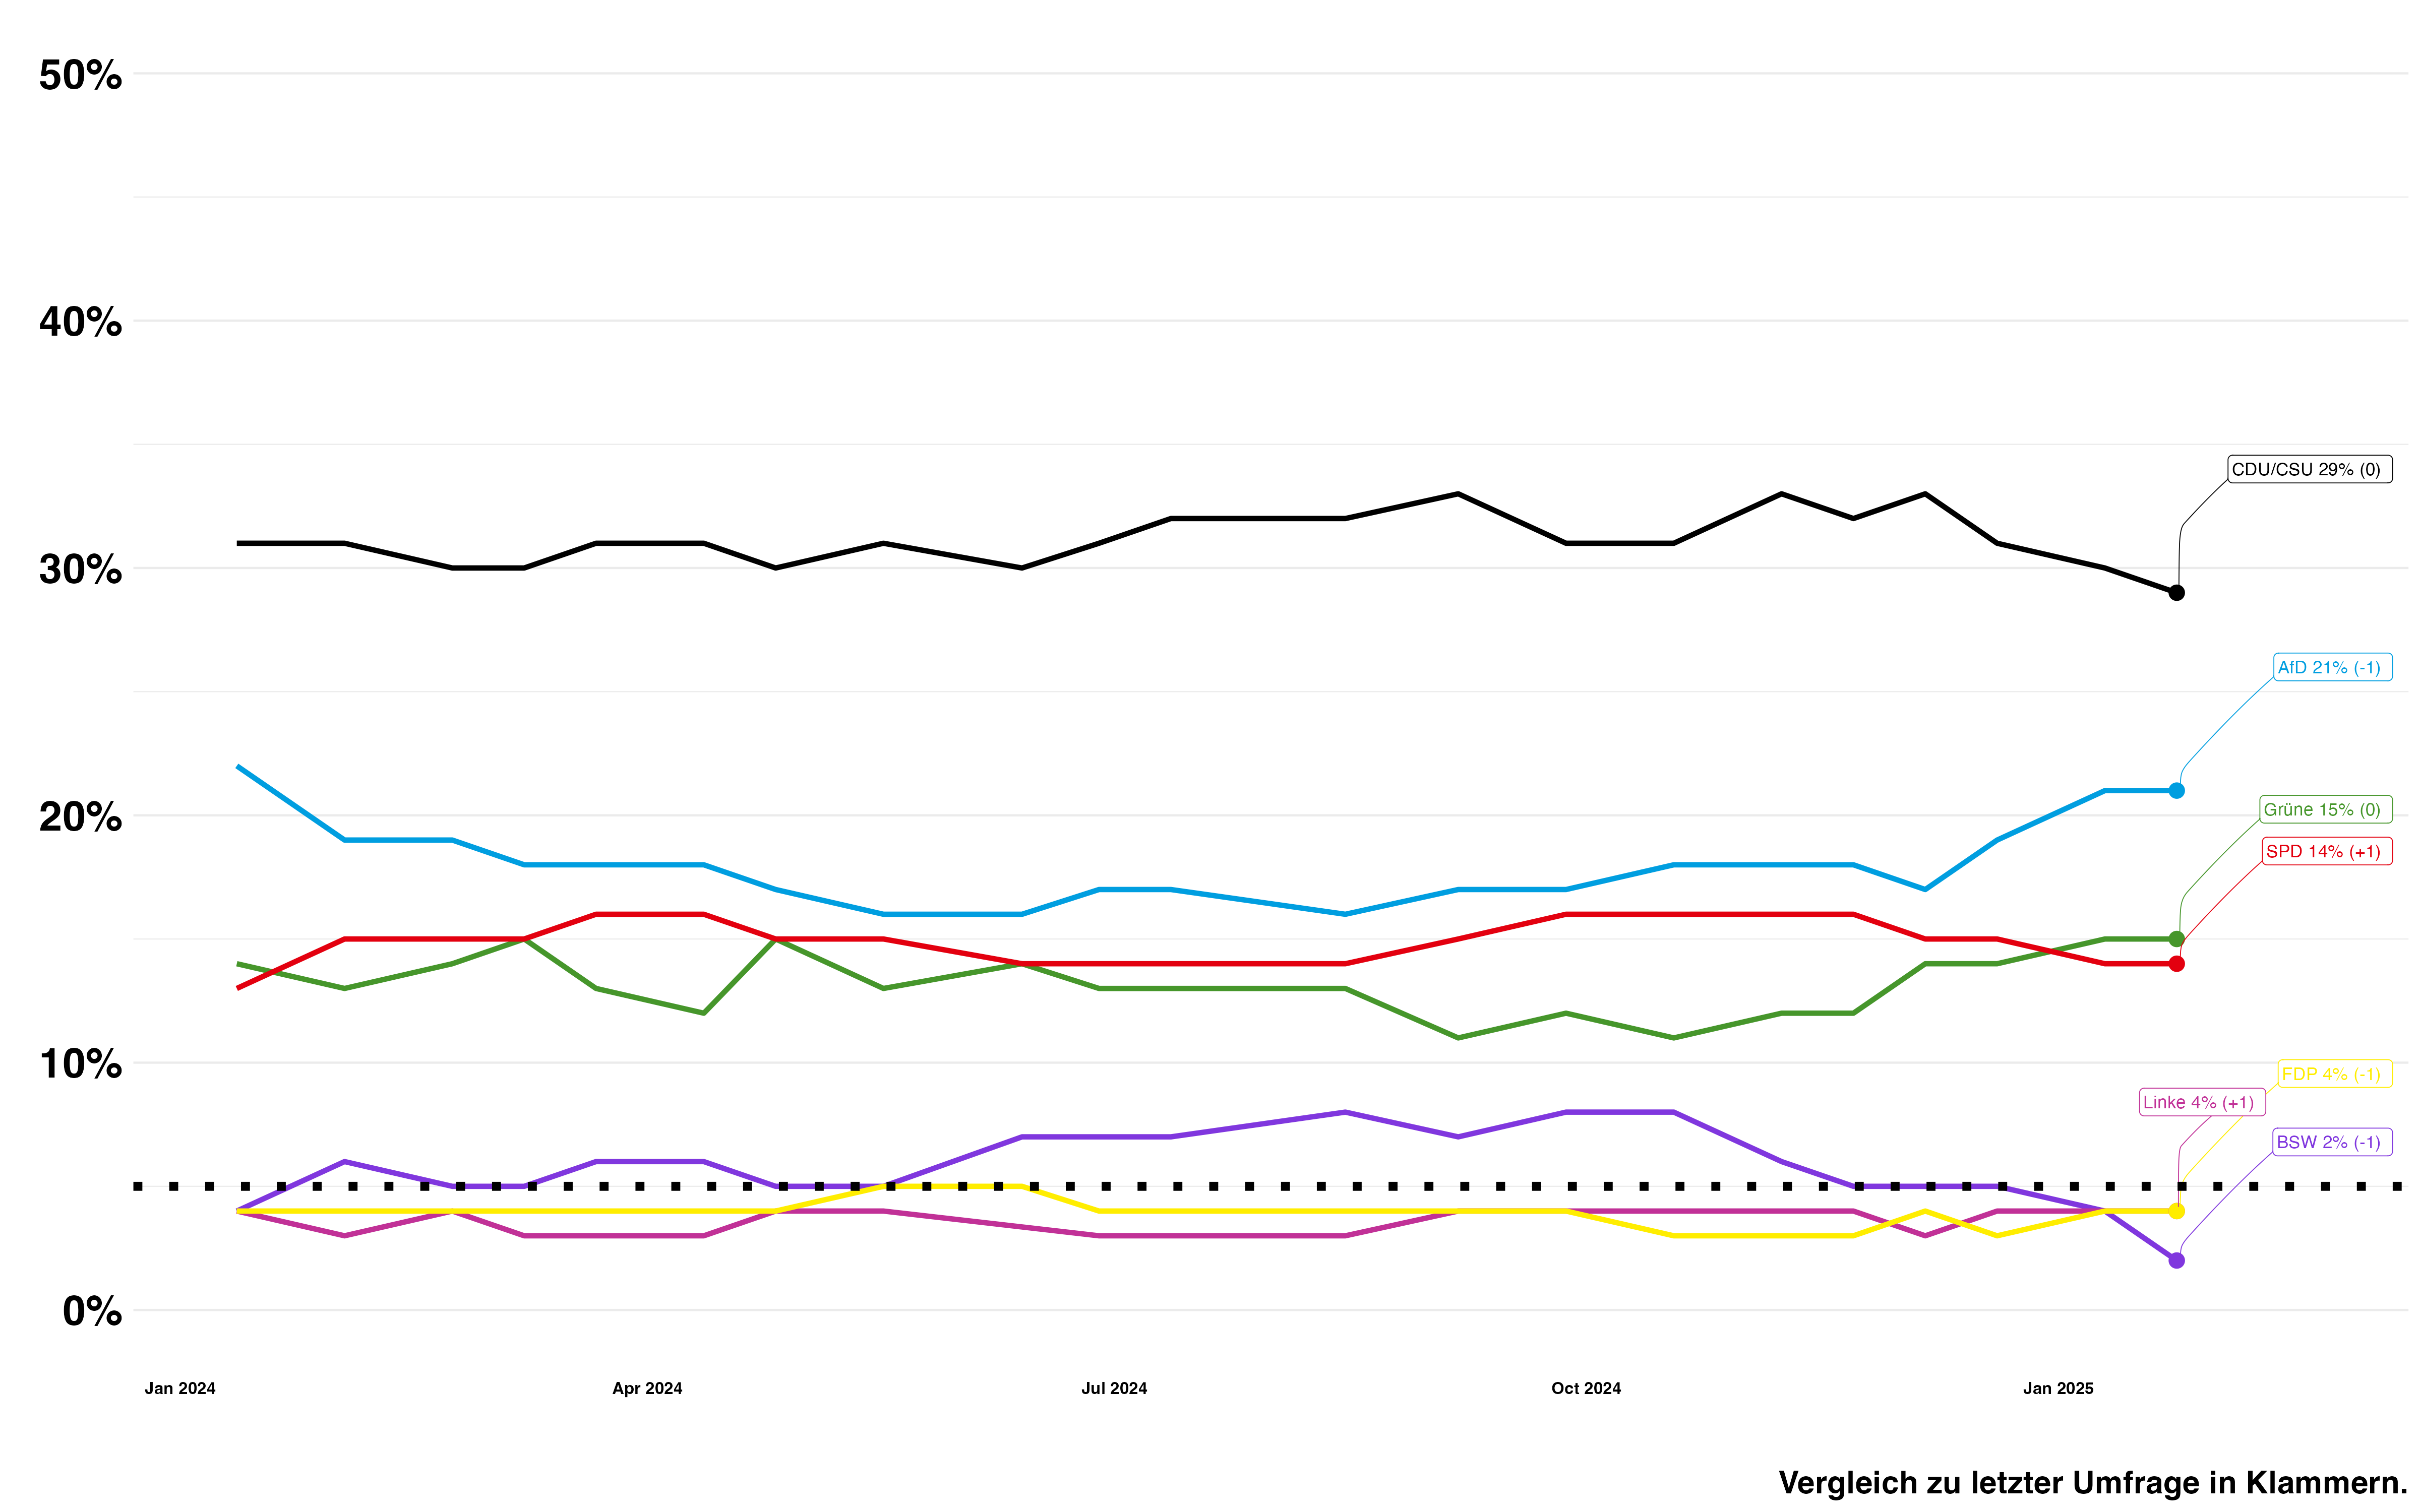 50%
40%
30%
20%
10%
0%
CDU/CSU 29% (0)
AfD 21% (-1)
Grüne 15% (0)
SPD 14% (+1)
FDP 4% (-1)
Linke 4% (+1)
BSW 2% (-1)
Jan 2024
Apr 2024
Jul 2024
Oct 2024
Jan 2025
Vergleich zu letzter Umfrage in Klammern.